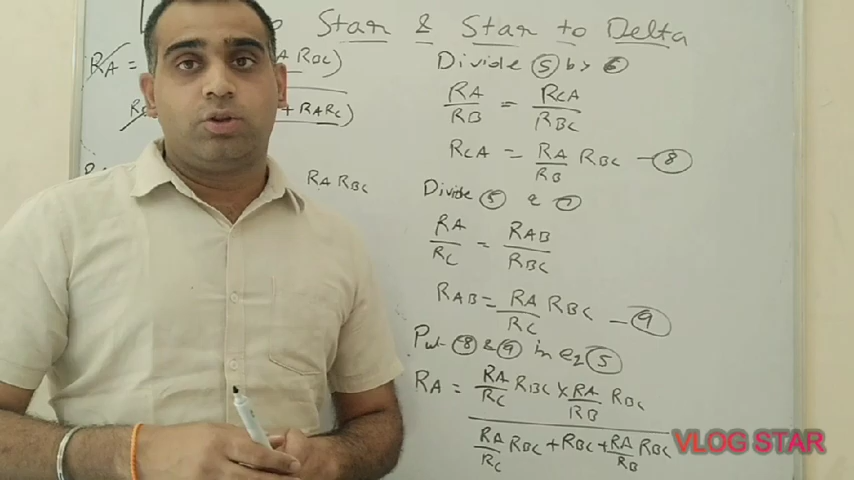 Star & Star to Delta
RA =
A RBC)
+ RARC)
RA RBC
Divide 5 by 6
RA/RB = RCA/RBC
RCA = RA/RB RBC — 8
Divide 5 & 7
RA/RC = RAB/RBC
RAB = RA/RC RBC — 9
Put 8 & 9 in eq 5
RA = RA/RC RBC × RA/RB RBC
RA/RC RBC + RBC + RA/RB RBC
VLOG STAR